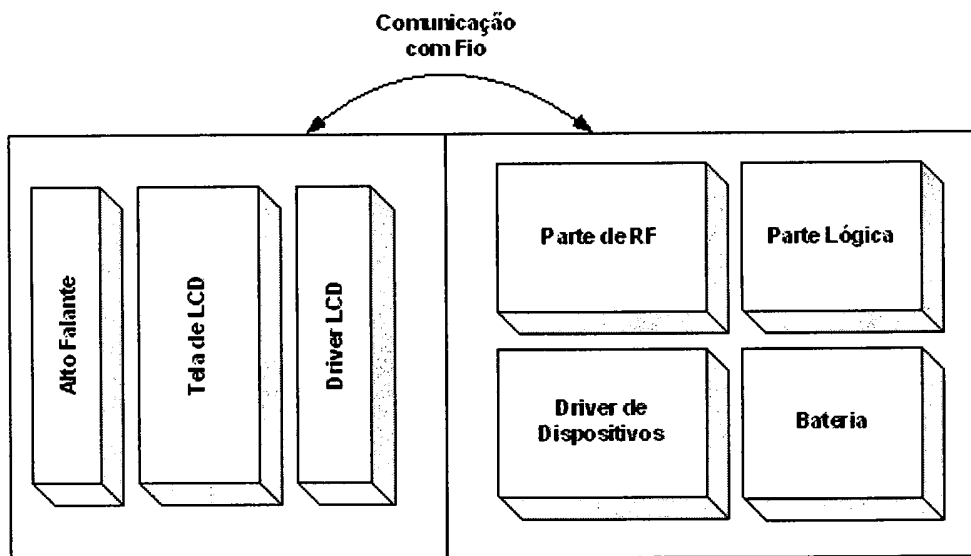 Comunicação
com Fio
Alto Falante
Tela de LCD
Driver LCD
Parte de RF
Parte Lógica
Driver de
Dispositivos
Bateria